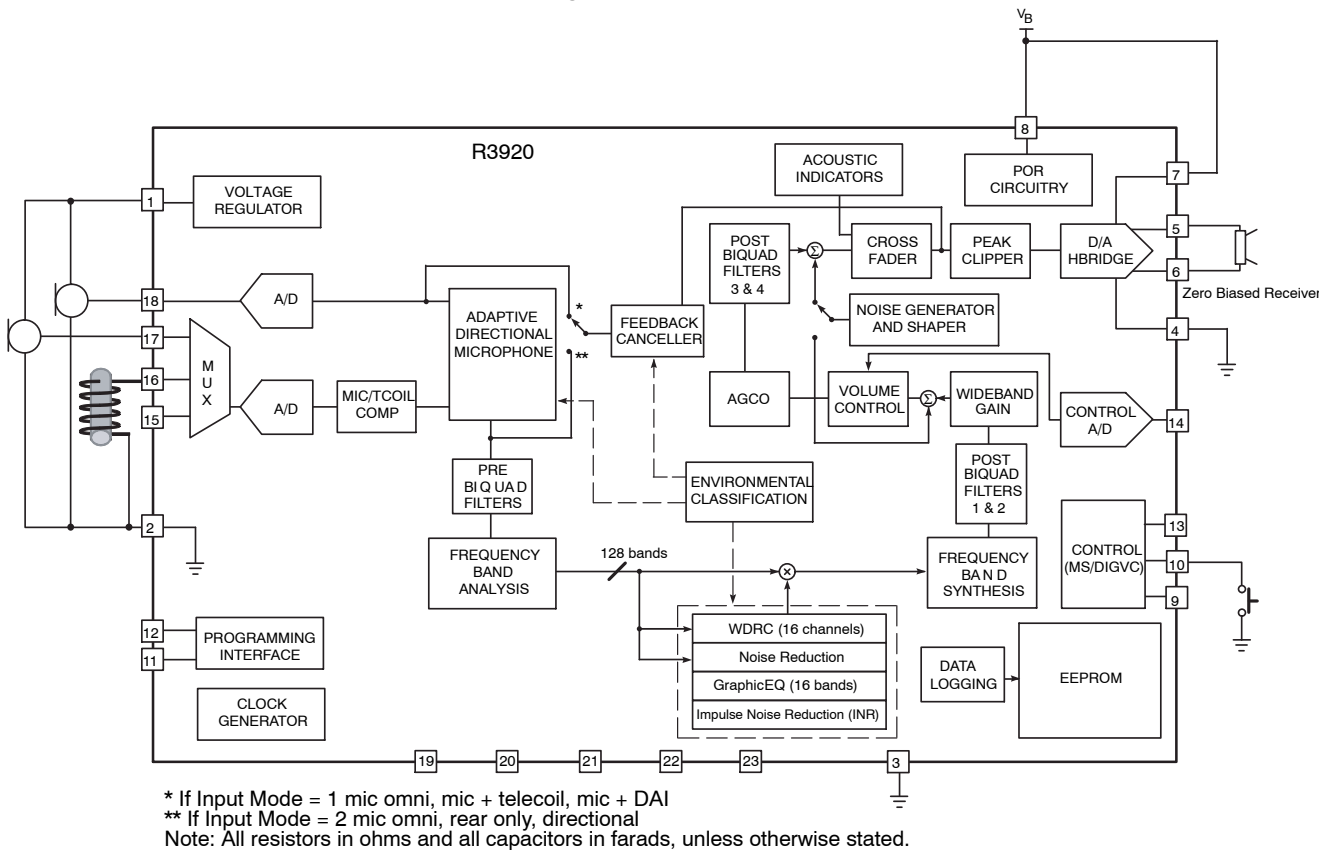 VB
8
R3920
ACOUSTIC
INDICATORS
POR
CIRCUITRY
7
1
VOLTAGE
REGULATOR
5
POST
BIQUAD
FILTERS
3 & 4
Σ
CROSS
FADER
PEAK
CLIPPER
D/A
HBRIDGE
6
Zero Biased Receiver
18
A/D
ADAPTIVE
DIRECTIONAL
MICROPHONE
*
**
FEEDBACK
CANCELLER
NOISE GENERATOR
AND SHAPER
4
17
M
U
X
16
15
A/D
MIC/TCOIL
COMP
AGCO
VOLUME
CONTROL
Σ
WIDEBAND
GAIN
CONTROL
A/D
14
PRE
BIQUAD
FILTERS
ENVIRONMENTAL
CLASSIFICATION
POST
BIQUAD
FILTERS
1 & 2
2
13
CONTROL
(MS/DIGVC)
10
9
FREQUENCY
BAND
ANALYSIS
128 bands
×
FREQUENCY
BAND
SYNTHESIS
12
11
PROGRAMMING
INTERFACE
WDRC (16 channels)
Noise Reduction
GraphicEQ (16 bands)
Impulse Noise Reduction (INR)
DATA
LOGGING
EEPROM
CLOCK
GENERATOR
19
20
21
22
23
3
* If Input Mode = 1 mic omni, mic + telecoil, mic + DAI
** If Input Mode = 2 mic omni, rear only, directional
Note: All resistors in ohms and all capacitors in farads, unless otherwise stated.